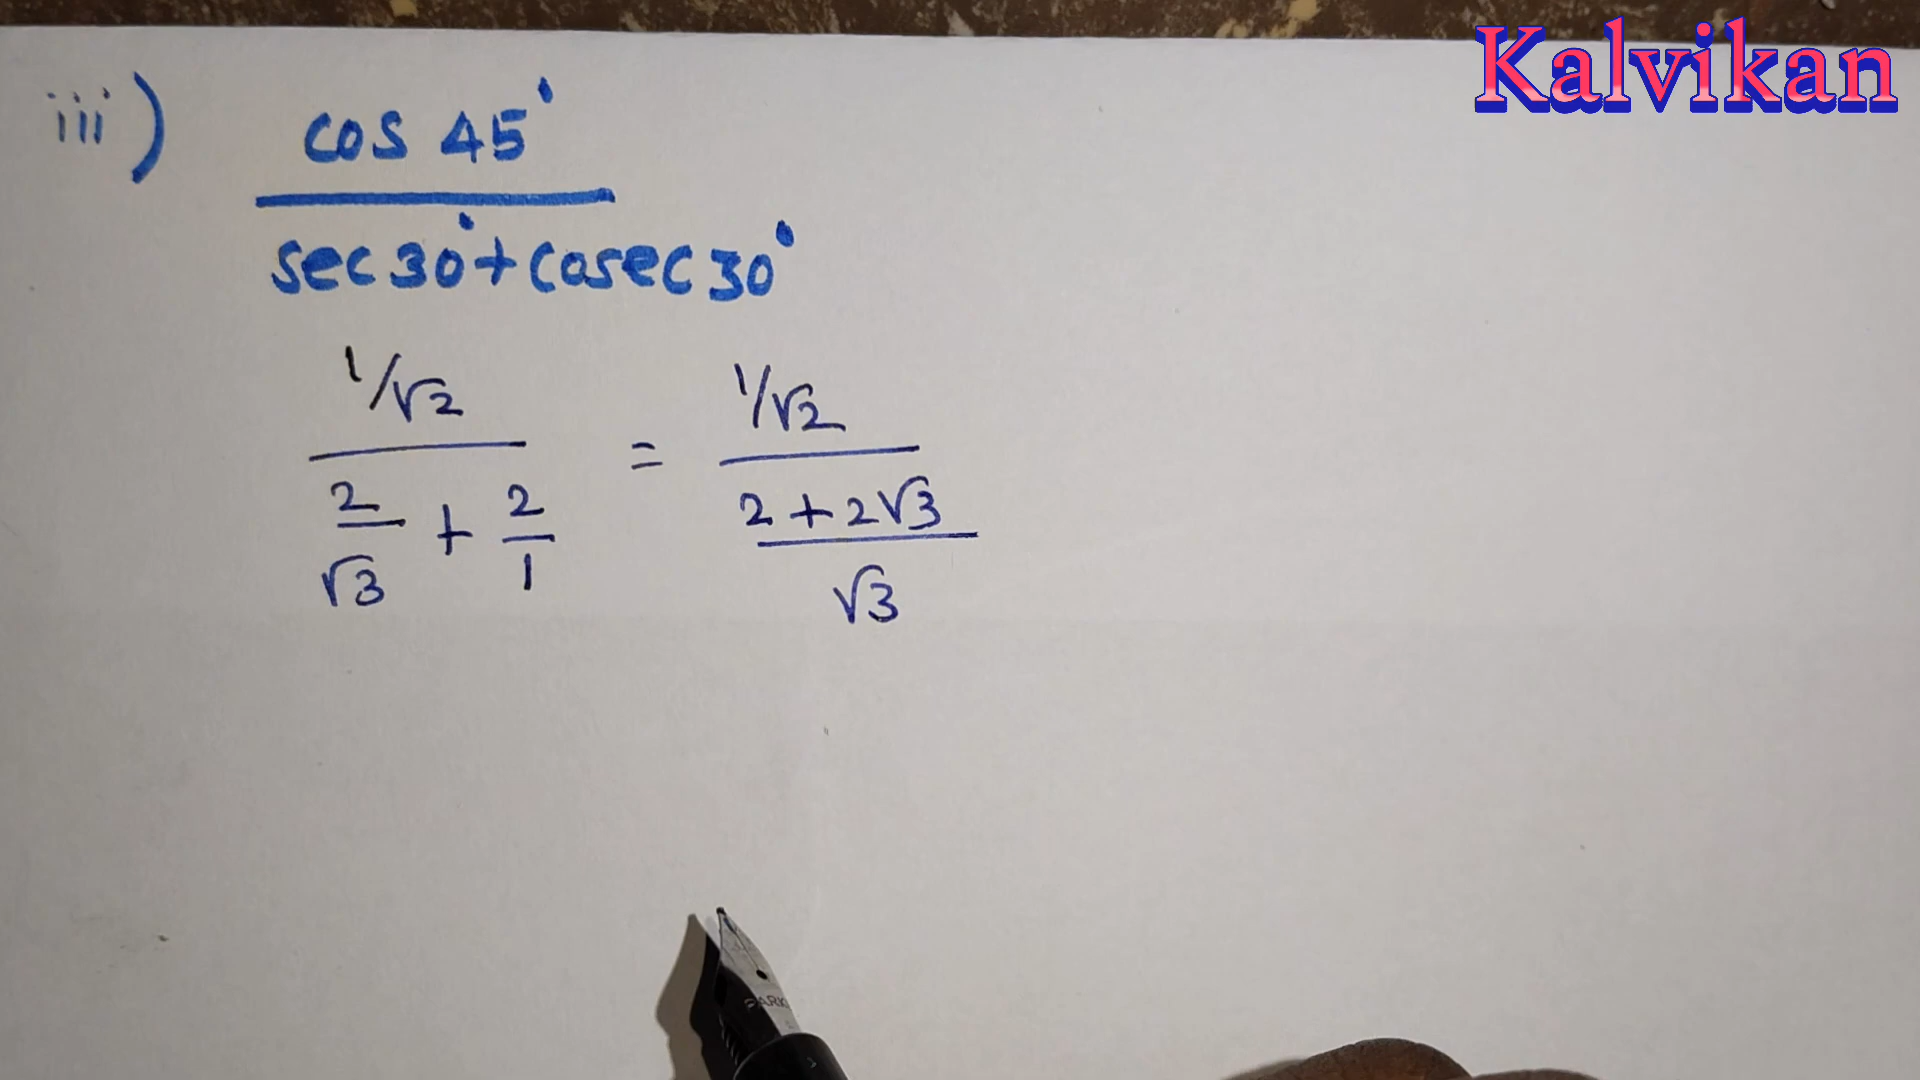 Kalvikan
iii) cos 45°
sec 30° + cosec 30°
1/√2 = 1/√2
2/√3 + 2/1
2 + 2√3
√3
PARK